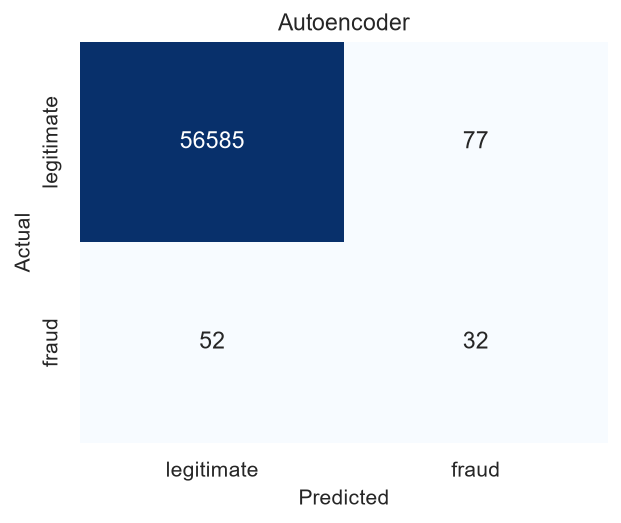 Autoencoder
legitimate
56585
77
Actual
fraud
52
32
legitimate
fraud
Predicted